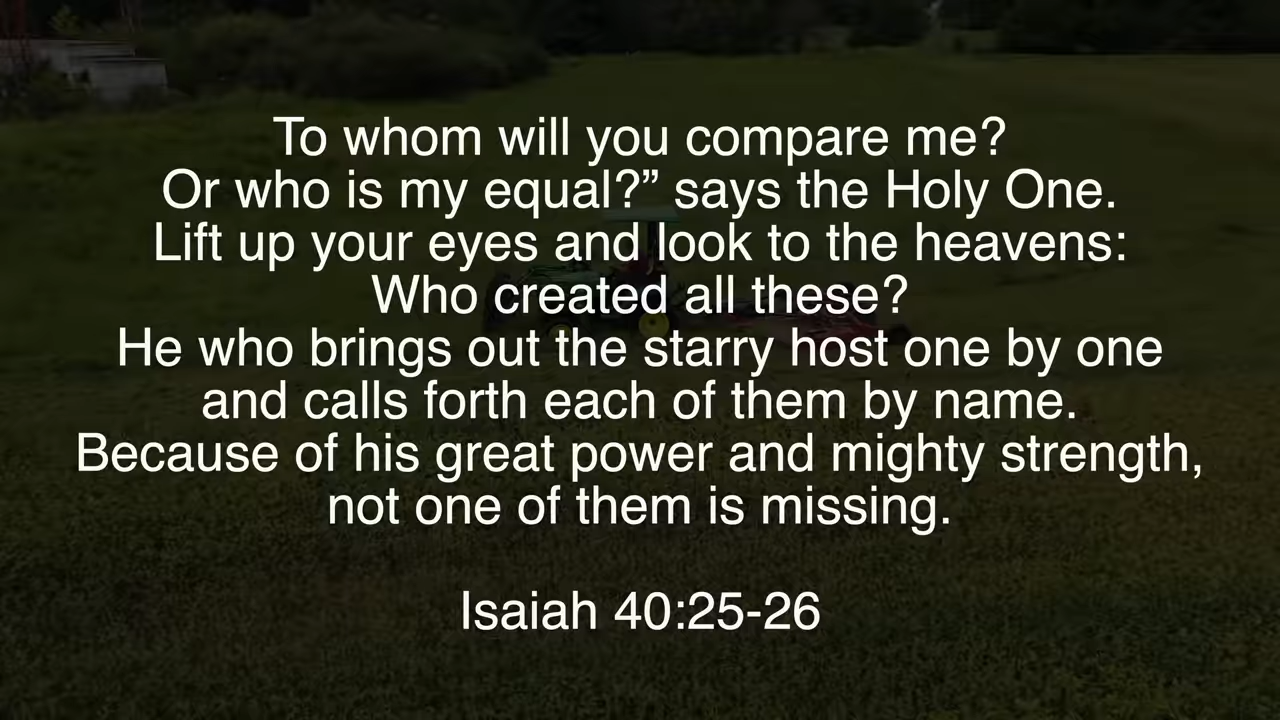 To whom will you compare me?
Or who is my equal?” says the Holy One.
Lift up your eyes and look to the heavens:
Who created all these?
He who brings out the starry host one by one
and calls forth each of them by name.
Because of his great power and mighty strength,
not one of them is missing.
Isaiah 40:25-26